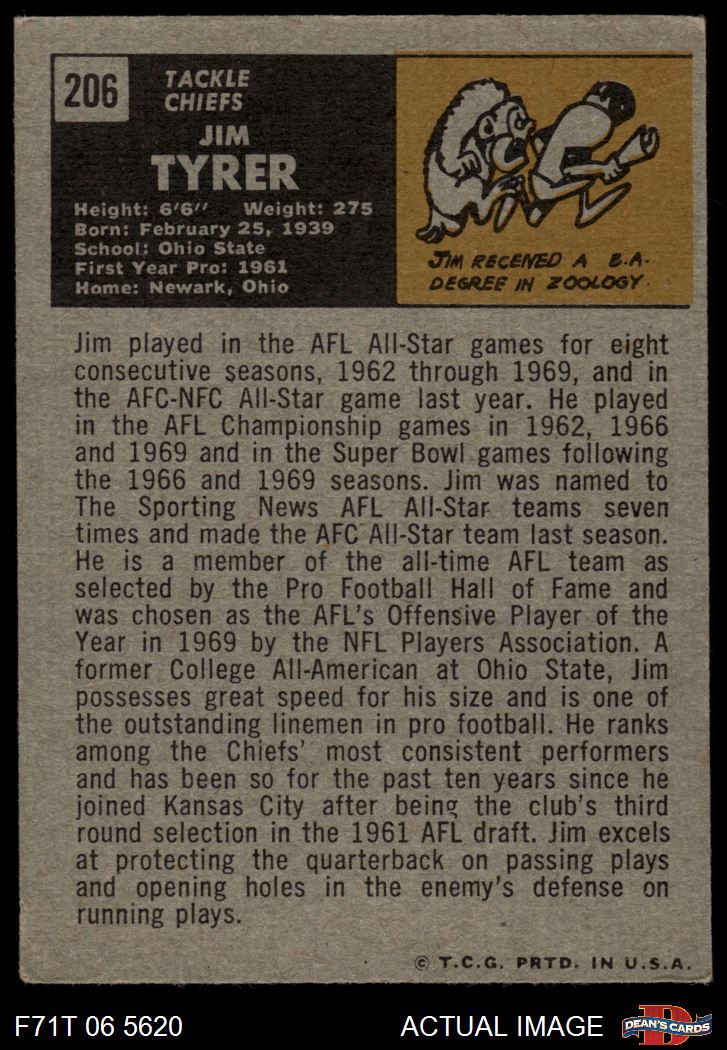 206
TACKLE
CHIEFS
JIM
TYRER
Height: 6'6" Weight: 275
Born: February 25, 1939
School: Ohio State
First Year Pro: 1961
Home: Newark, Ohio
JIM RECEIVED A B.A.
DEGREE IN ZOOLOGY.
Jim played in the AFL All-Star games for eight
consecutive seasons, 1962 through 1969, and in
the AFC-NFC All-Star game last year. He played
in the AFL Championship games in 1962, 1966
and 1969 and in the Super Bowl games following
the 1966 and 1969 seasons. Jim was named to
The Sporting News AFL All-Star teams seven
times and made the AFC All-Star team last season.
He is a member of the all-time AFL team as
selected by the Pro Football Hall of Fame and
was chosen as the AFL's Offensive Player of the
Year in 1969 by the NFL Players Association. A
former College All-American at Ohio State, Jim
possesses great speed for his size and is one of
the outstanding linemen in pro football. He ranks
among the Chiefs' most consistent performers
and has been so for the past ten years since he
joined Kansas City after being the club's third
round selection in the 1961 AFL draft. Jim excels
at protecting the quarterback on passing plays
and opening holes in the enemy's defense on
running plays.
© T.C.G. PRTD. IN U.S.A.
F71T 06 5620
ACTUAL IMAGE
D
DEAN'S CARDS